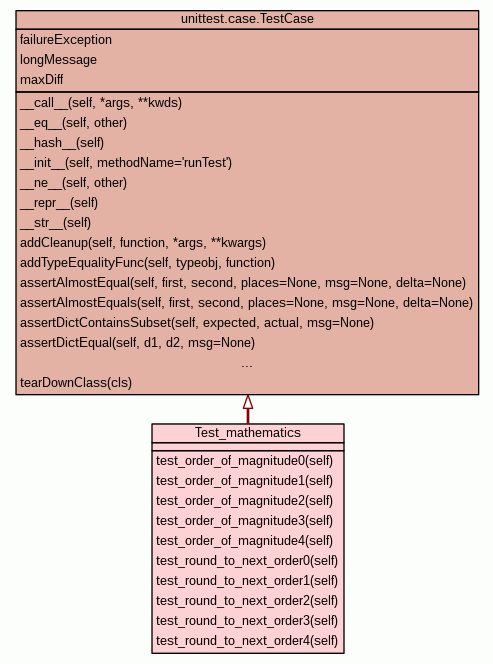 unittest.case.TestCase
failureException
longMessage
maxDiff
__call__(self, *args, **kwds)
__eq__(self, other)
__hash__(self)
__init__(self, methodName='runTest')
__ne__(self, other)
__repr__(self)
__str__(self)
addCleanup(self, function, *args, **kwargs)
addTypeEqualityFunc(self, typeobj, function)
assertAlmostEqual(self, first, second, places=None, msg=None, delta=None)
assertAlmostEquals(self, first, second, places=None, msg=None, delta=None)
assertDictContainsSubset(self, expected, actual, msg=None)
assertDictEqual(self, d1, d2, msg=None)
...
tearDownClass(cls)
Test_mathematics
test_order_of_magnitude0(self)
test_order_of_magnitude1(self)
test_order_of_magnitude2(self)
test_order_of_magnitude3(self)
test_order_of_magnitude4(self)
test_round_to_next_order0(self)
test_round_to_next_order1(self)
test_round_to_next_order2(self)
test_round_to_next_order3(self)
test_round_to_next_order4(self)